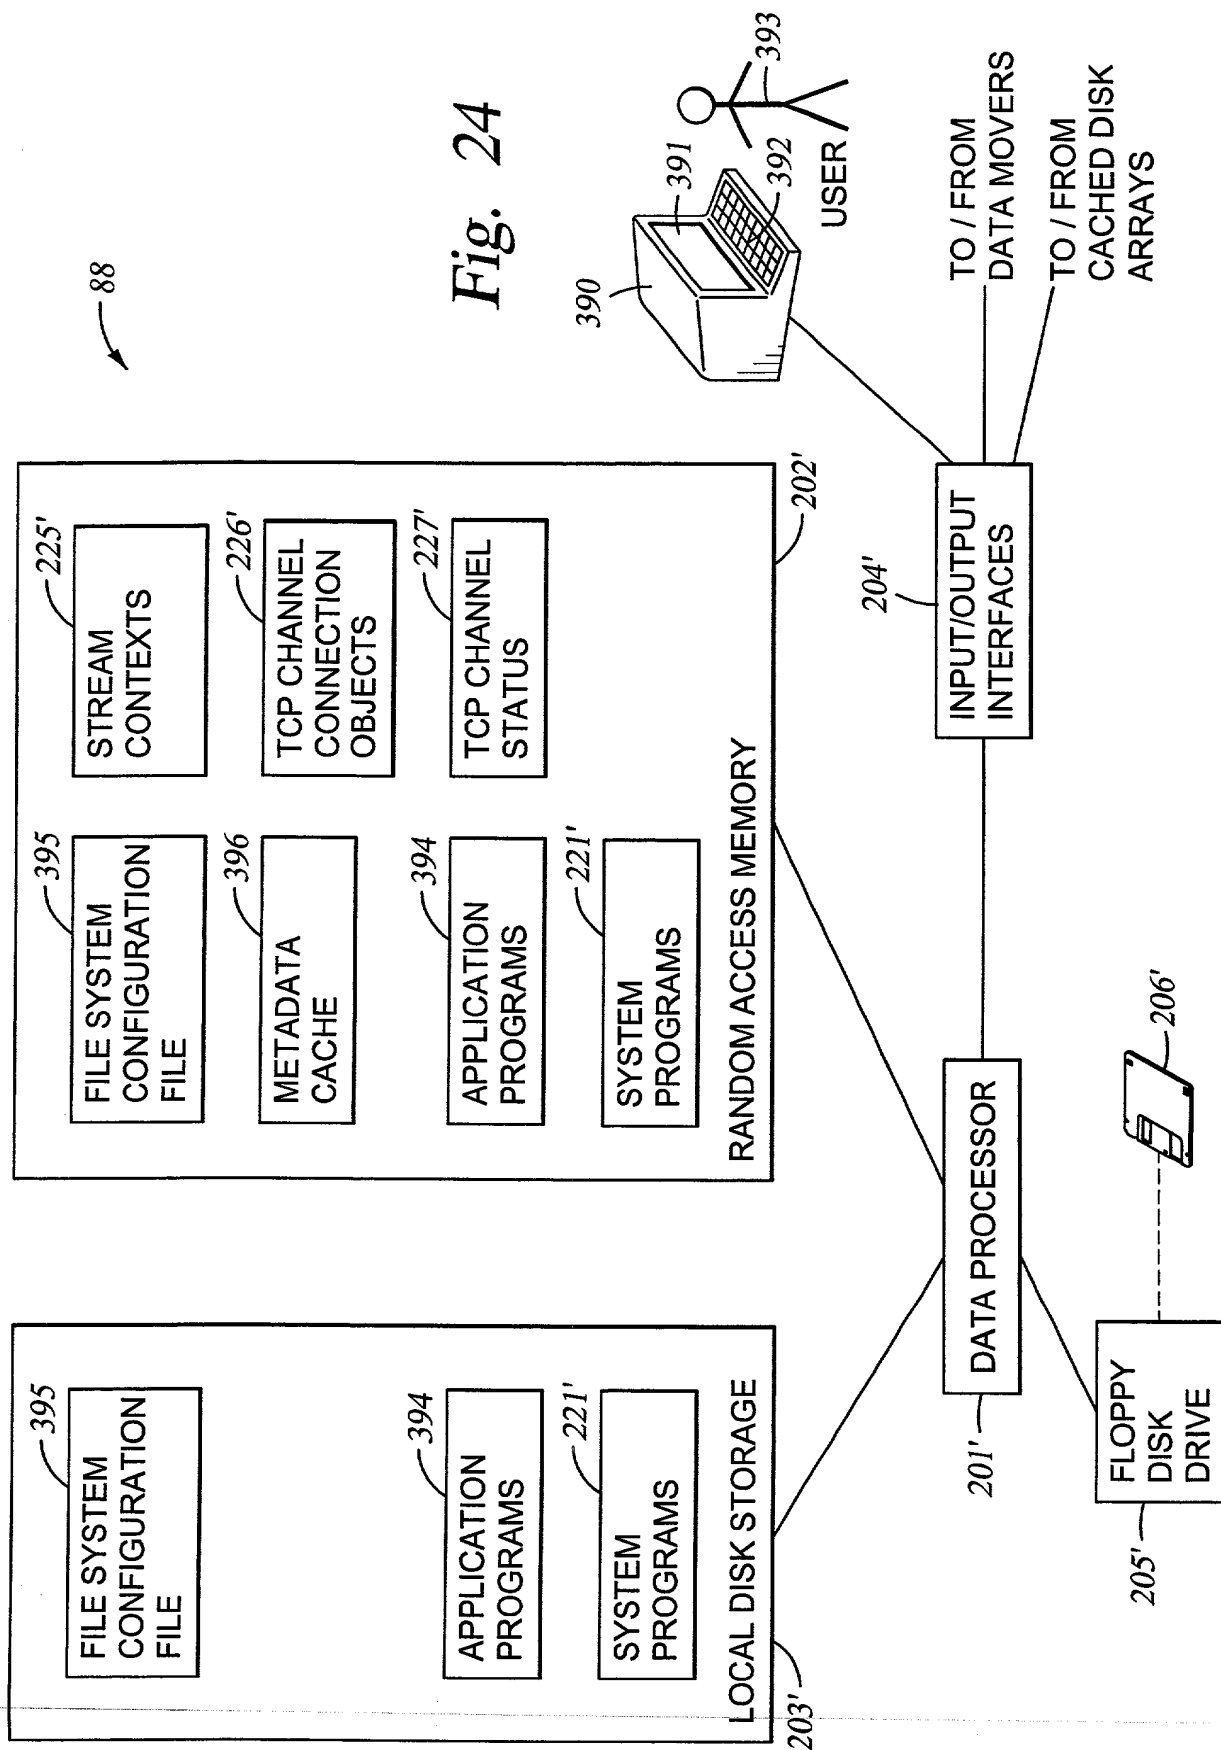 88
Fig. 24
395
FILE SYSTEM
CONFIGURATION
FILE
394
APPLICATION
PROGRAMS
221'
SYSTEM
PROGRAMS
LOCAL DISK STORAGE
203'
395
FILE SYSTEM
CONFIGURATION
FILE
225'
STREAM
CONTEXTS
396
METADATA
CACHE
226'
TCP CHANNEL
CONNECTION
OBJECTS
394
APPLICATION
PROGRAMS
227'
TCP CHANNEL
STATUS
221'
SYSTEM
PROGRAMS
RANDOM ACCESS MEMORY
202'
390
391
392
393
USER
201'
DATA PROCESSOR
204'
INPUT/OUTPUT
INTERFACES
TO / FROM
DATA MOVERS
TO / FROM
CACHED DISK
ARRAYS
205'
FLOPPY
DISK
DRIVE
206'